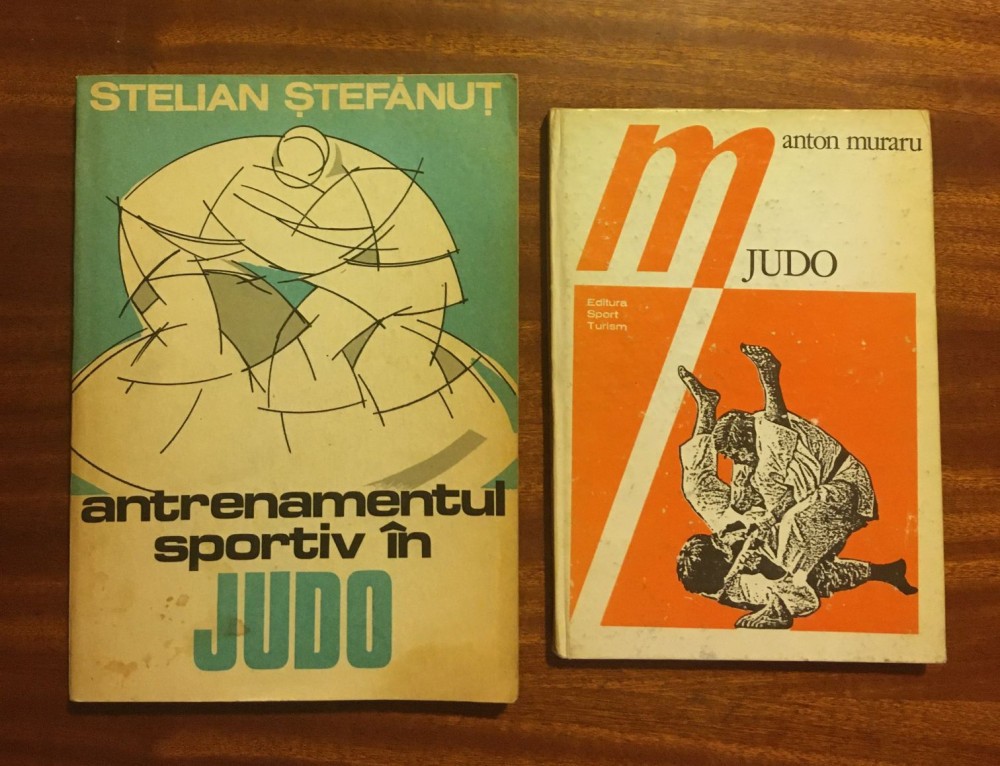 STELIAN ȘTEFĂNUȚ
antrenamentul
sportiv în
JUDO
m
anton muraru
JUDO
Editura
Sport
Turism